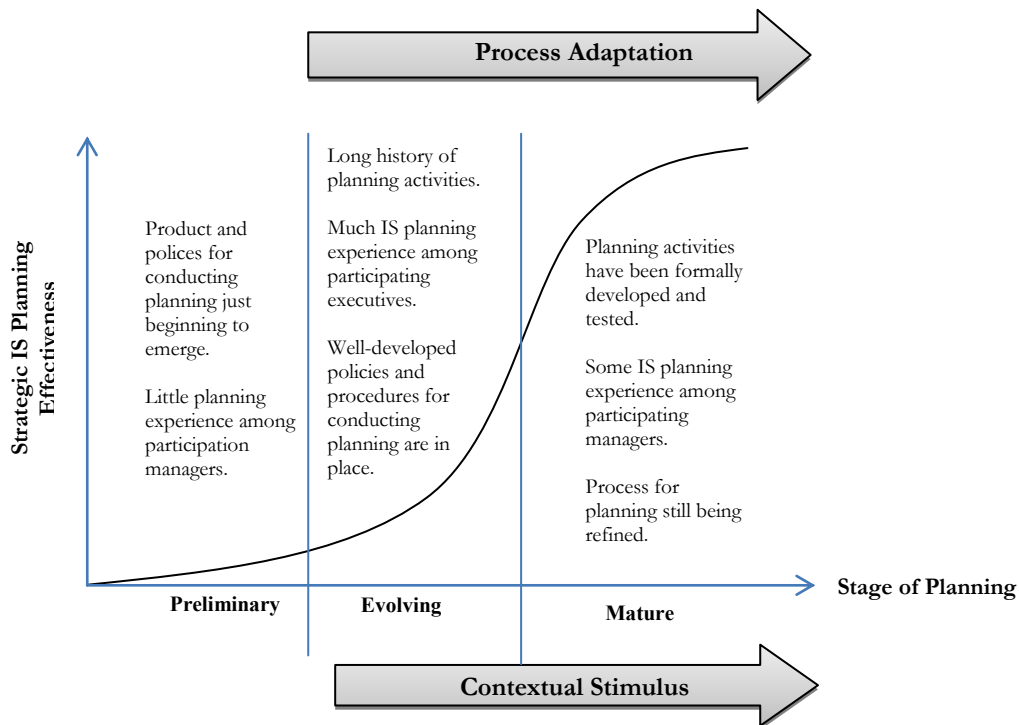 Process Adaptation
Strategic IS Planning
Effectiveness
Product and
polices for
conducting
planning just
beginning to
emerge.
Little planning
experience among
participation
managers.
Long history of
planning activities.
Much IS planning
experience among
participating
executives.
Well-developed
policies and
procedures for
conducting
planning are in
place.
Planning activities
have been formally
developed and
tested.
Some IS planning
experience among
participating
managers.
Process for
planning still being
refined.
Preliminary
Evolving
Mature
Stage of Planning
Contextual Stimulus